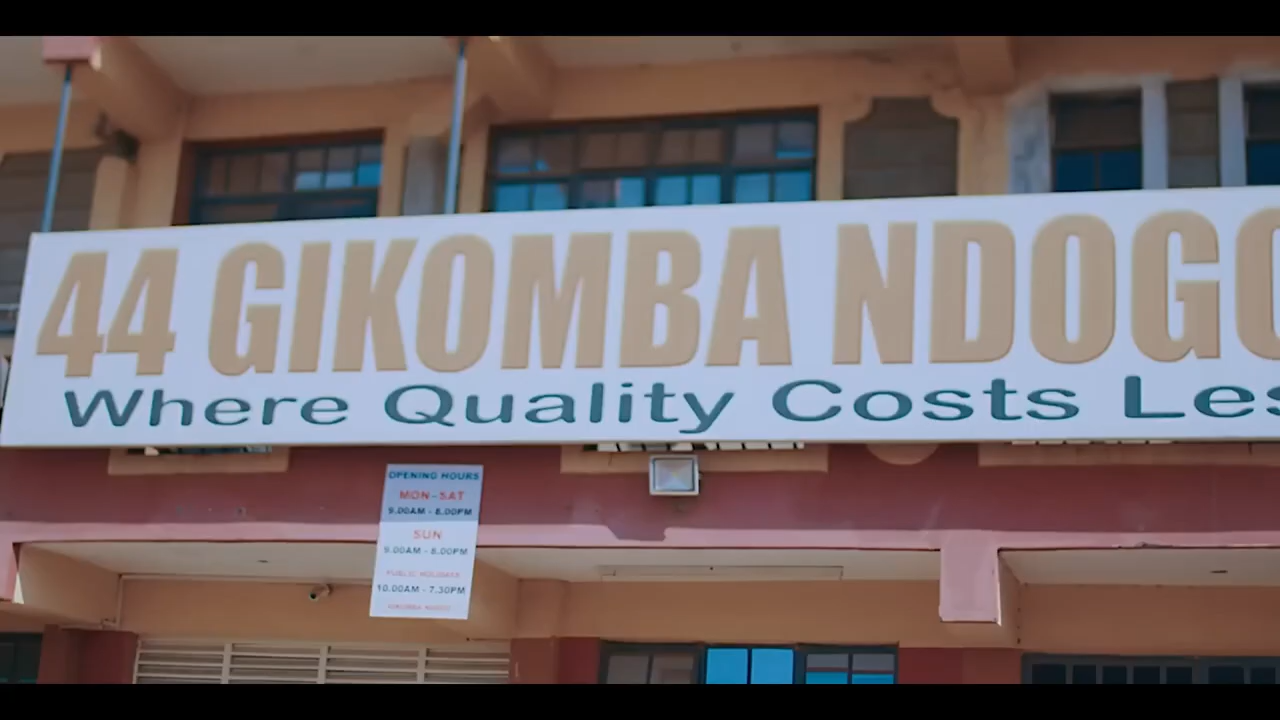 44 GIKOMBA NDOGO
Where Quality Costs Les
OPENING HOURS
MON-SAT
9.00AM - 8.00PM
SUN
9.00AM - 8.00PM
PUBLIC HOLIDAYS
10.00AM - 7.30PM